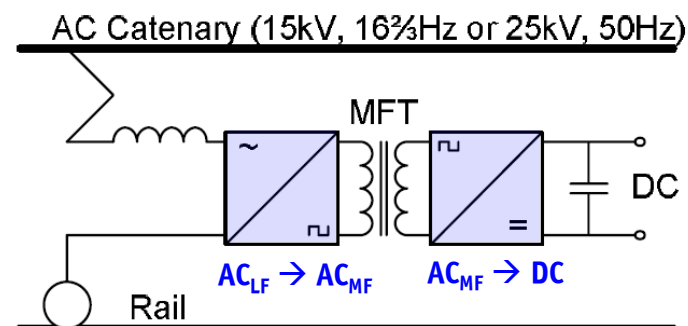 AC Catenary (15kV, 16⅔Hz or 25kV, 50Hz)
MFT
~
=
DC
AC_LF → AC_MF
AC_MF → DC
Rail